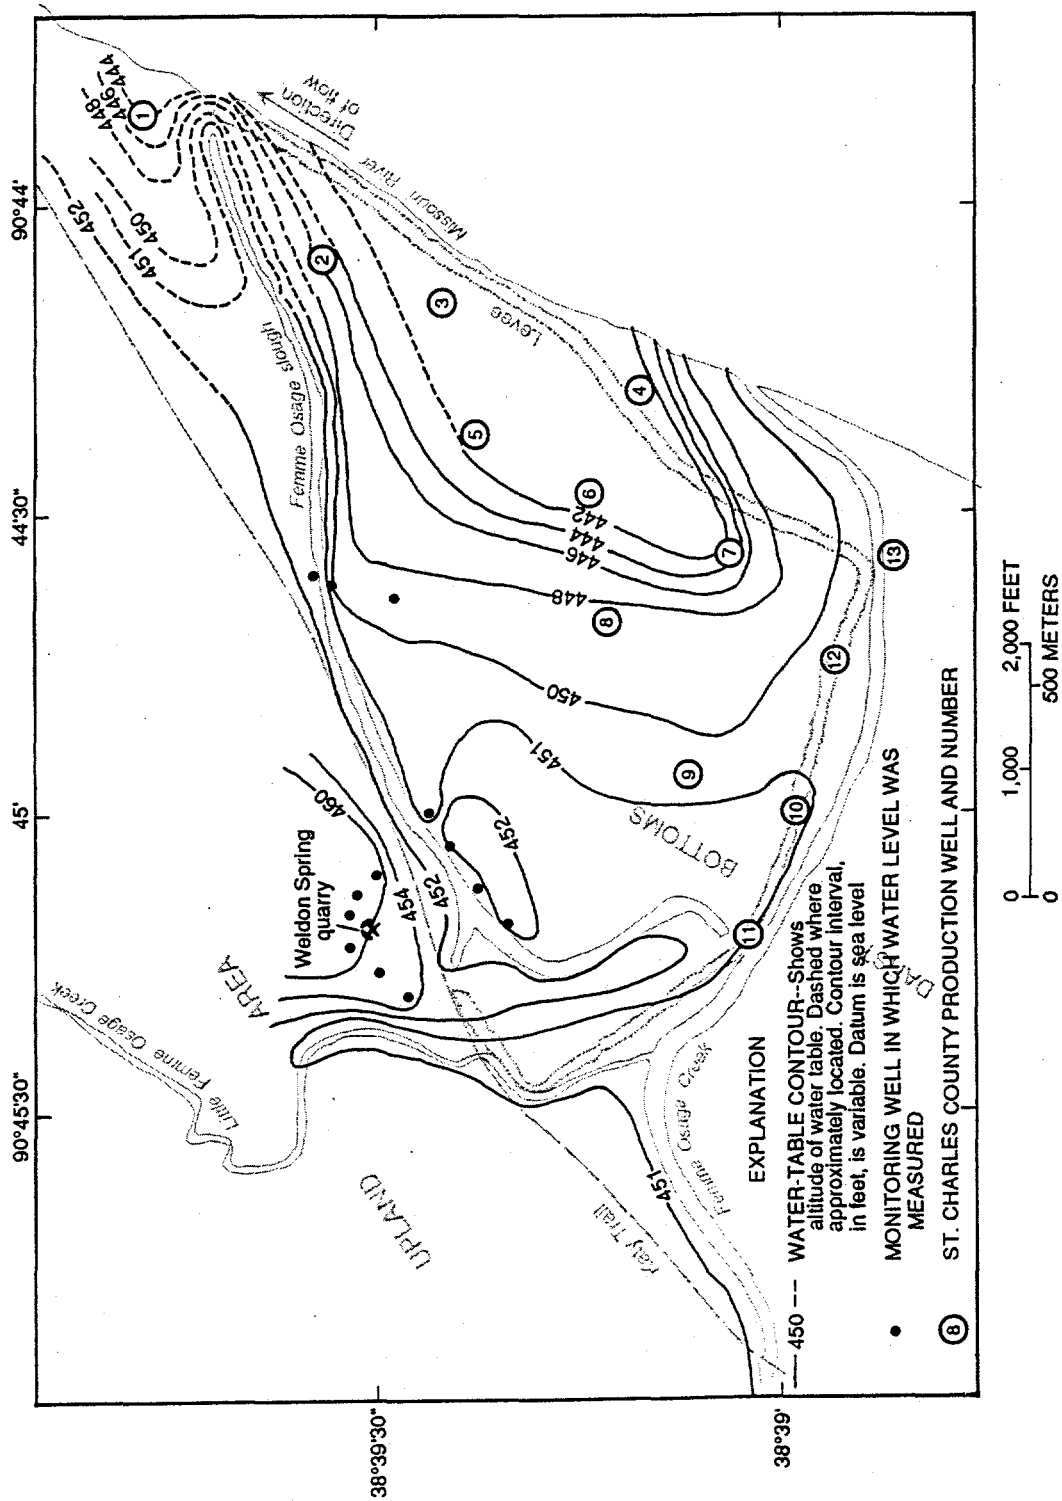 90°45'30"
45'
44'30"
90°44'
38°39'30"
38°39'
Little Femme Osage Creek
UPLAND
AREA
Weldon Spring
quarry
460
454
452
452
451
450
448
446
444
442
451
452
451
450
448
446
444
Femme Osage slough
Direction
of flow
Missouri River
Levee
BOTTOMS
Katy Trail
Femme Osage Creek
1
2
3
4
5
6
7
8
9
10
11
12
13
EXPLANATION
450 WATER-TABLE CONTOUR--Shows
altitude of water table. Dashed where
approximately located. Contour interval,
in feet, is variable. Datum is sea level
MONITORING WELL IN WHICH WATER LEVEL WAS
MEASURED
8 ST. CHARLES COUNTY PRODUCTION WELL AND NUMBER
0 1,000 2,000 FEET
0 500 METERS